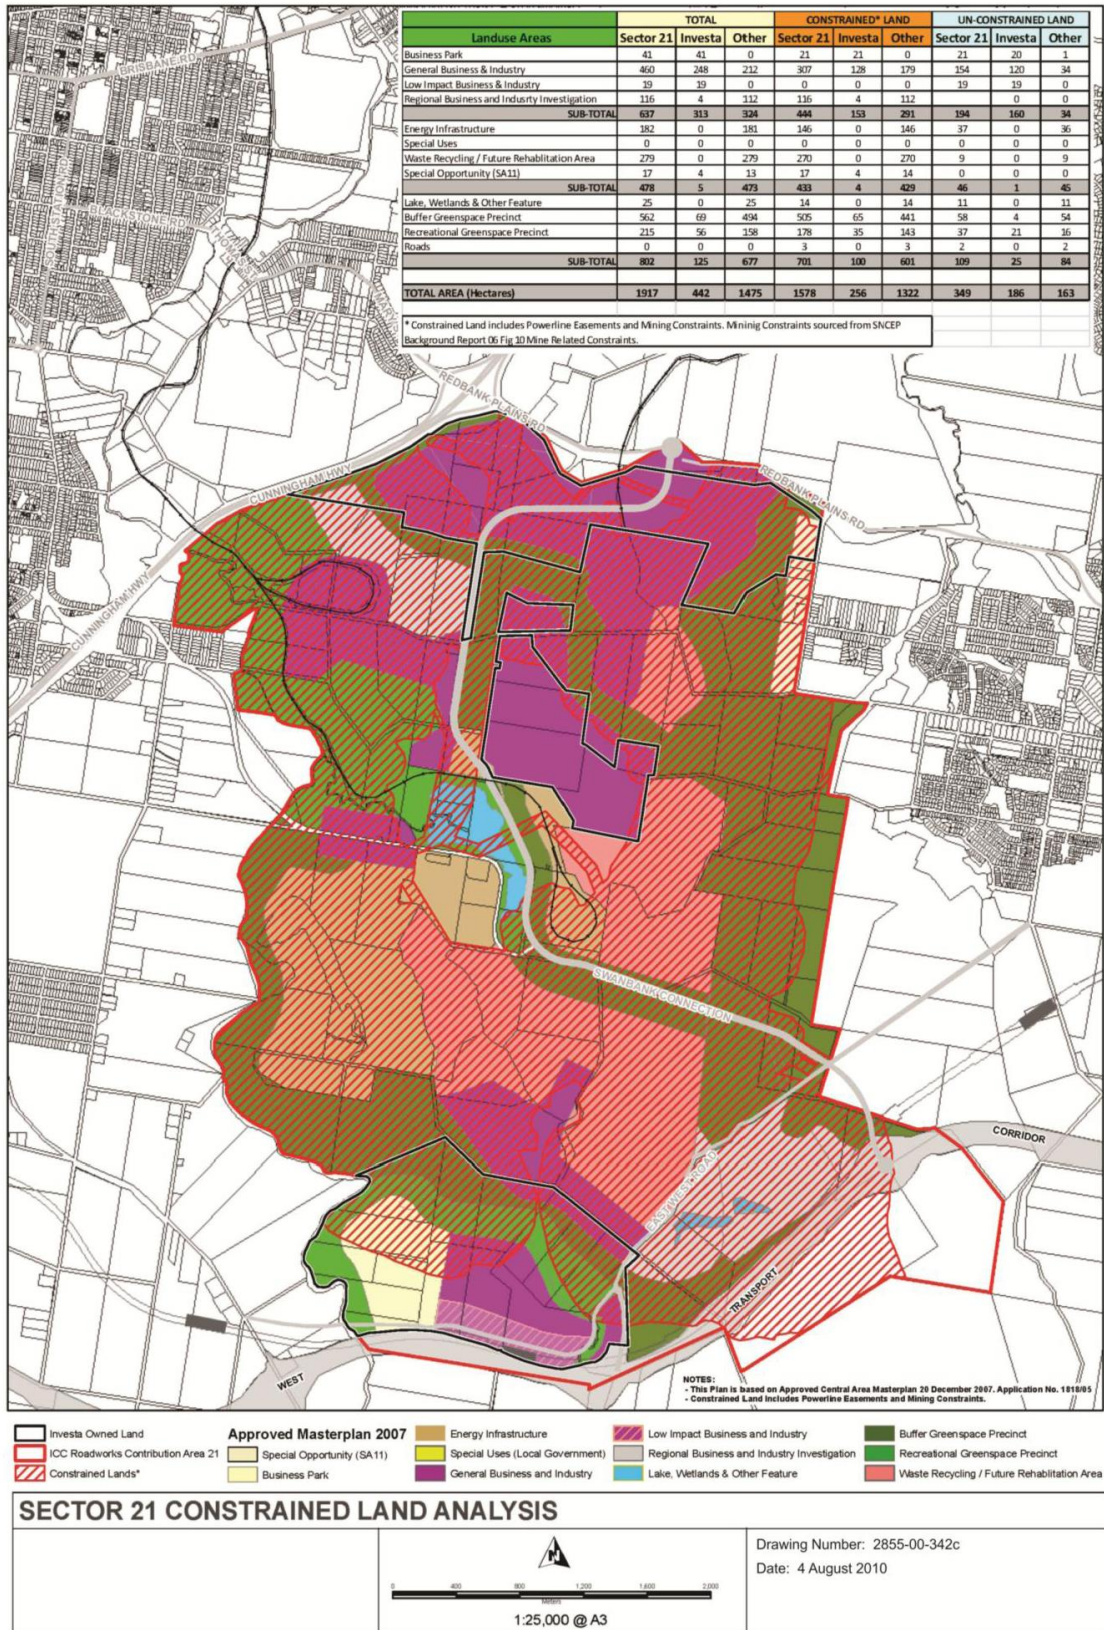 TOTAL CONSTRAINED* LAND UN-CONSTRAINED LAND
Landuse Areas Sector 21 Investa Other Sector 21 Investa Other Sector 21 Investa Other
Business Park 41 41 0 21 21 0 21 20 1
General Business & Industry 460 248 212 307 128 179 154 120 34
Low Impact Business & Industry 19 19 0 0 0 0 19 19 0
Regional Business and Indusrty Investigation 116 4 112 116 4 112 0 0
SUB-TOTAL 637 313 324 444 153 291 194 160 34
Energy Infrastructure 182 0 181 146 0 146 37 0 36
Special Uses 0 0 0 0 0 0 0 0 0
Waste Recycling / Future Rehablitation Area 279 0 279 270 0 270 9 0 9
Special Opportunity (SA11) 17 4 13 17 4 14 0 0 0
SUB-TOTAL 478 5 473 433 4 429 46 1 45
Lake, Wetlands & Other Feature 25 0 25 14 0 14 11 0 11
Buffer Greenspace Precinct 562 69 494 505 65 441 58 4 54
Recreational Greenspace Precinct 215 56 158 178 35 143 37 21 16
Roads 0 0 0 3 0 3 2 0 2
SUB-TOTAL 802 125 677 701 100 601 109 25 84
TOTAL AREA (Hectares) 1917 442 1475 1578 256 1322 349 186 163
* Constrained Land includes Powerline Easements and Mining Constraints. Mininig Constraints sourced from SNCEP
Background Report 06 Fig 10 Mine Related Constraints.
BRISBANE RD
REDBANK PLAINS RD
CUNNINGHAM HWY
REDBANK PLAINS RD
CUNNINGHAM HWY
SWANBANK CONNECTION
CORRIDOR
EAST WEST ROAD
TRANSPORT
WEST
NOTES:
- This Plan is based on Approved Central Area Masterplan 20 December 2007. Application No. 1818/05
- Constrained Land Includes Powerline Easements and Mining Constraints.
Investa Owned Land
ICC Roadworks Contribution Area 21
Constrained Lands*
Approved Masterplan 2007
Special Opportunity (SA11)
Business Park
Energy Infrastructure
Special Uses (Local Government)
General Business and Industry
Low Impact Business and Industry
Regional Business and Industry Investigation
Lake, Wetlands & Other Feature
Buffer Greenspace Precinct
Recreational Greenspace Precinct
Waste Recycling / Future Rehablitation Area
SECTOR 21 CONSTRAINED LAND ANALYSIS
N
0 400 800 1,200 1,600 2,000
Meters
1:25,000 @ A3
Drawing Number: 2855-00-342c
Date: 4 August 2010